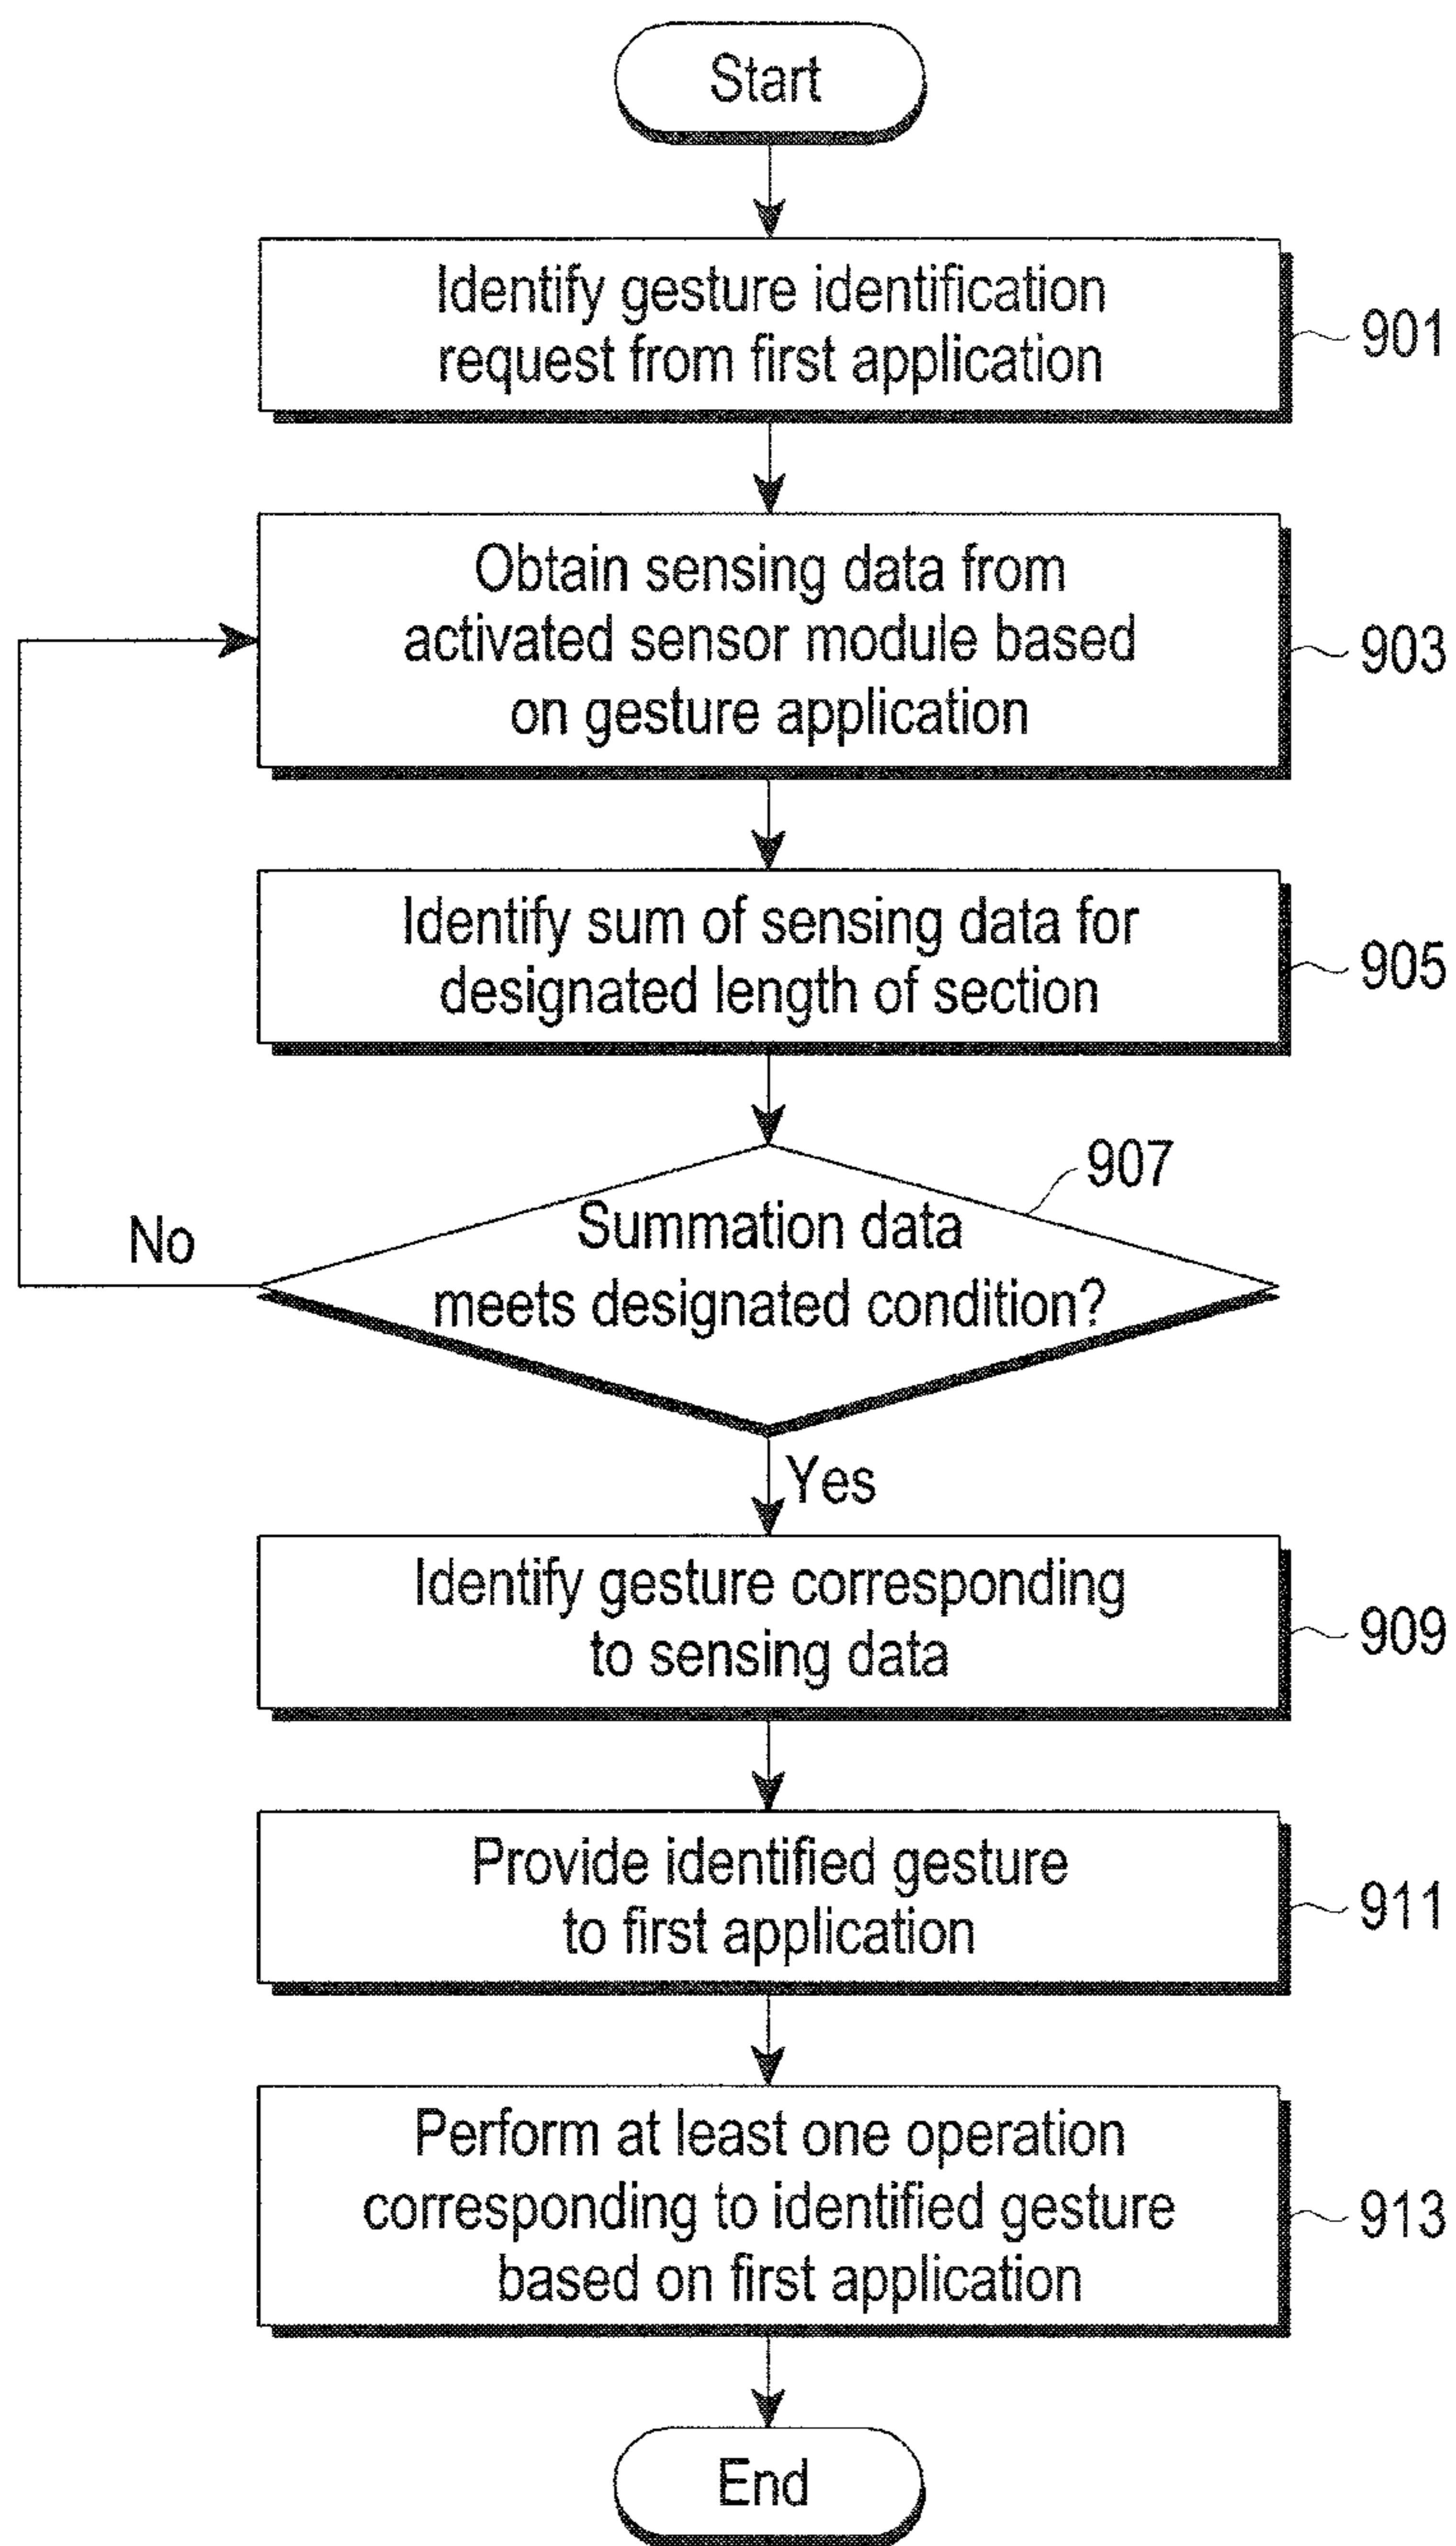 Start
Identify gesture identification
request from first application
901
Obtain sensing data from
activated sensor module based
on gesture application
903
Identify sum of sensing data for
designated length of section
905
907
Summation data
meets designated condition?
No
Yes
Identify gesture corresponding
to sensing data
909
Provide identified gesture
to first application
911
Perform at least one operation
corresponding to identified gesture
based on first application
913
End